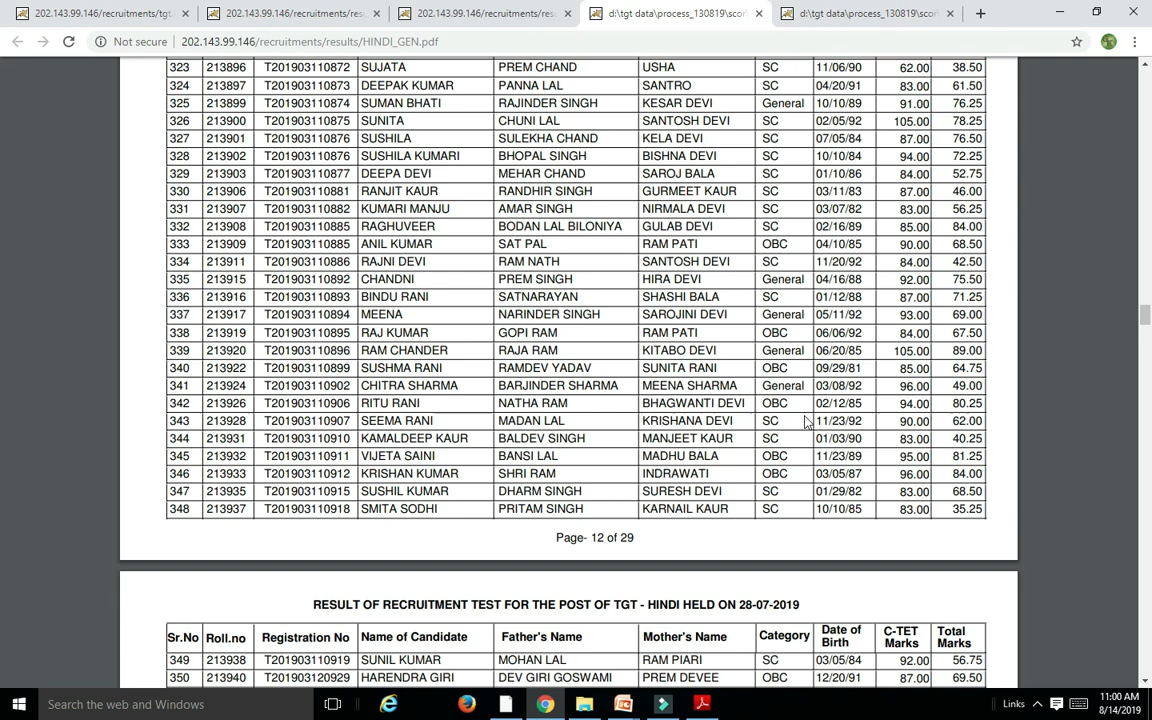 202.143.99.146/recruitments/tgt. 202.143.99.146/recruitments/res 202.143.99.146/recruitments/res d:\tgt data\process_130819\scor d:\tgt data\process_130819\scor
Not secure 202.143.99.146/recruitments/results/HINDI_GEN.pdf
323 213896 T201903110872 SUJATA PREM CHAND USHA SC 11/06/90 62.00 38.50
324 213897 T201903110873 DEEPAK KUMAR PANNA LAL SANTRO SC 04/20/91 83.00 61.50
325 213899 T201903110874 SUMAN BHATI RAJINDER SINGH KESAR DEVI General 10/10/89 91.00 76.25
326 213900 T201903110875 SUNITA CHUNI LAL SANTOSH DEVI SC 02/05/92 105.00 78.25
327 213901 T201903110876 SUSHILA SULEKHA CHAND KELA DEVI SC 07/05/84 87.00 76.50
328 213902 T201903110876 SUSHILA KUMARI BHOPAL SINGH BISHNA DEVI SC 10/10/84 94.00 72.25
329 213903 T201903110877 DEEPA DEVI MEHAR CHAND SAROJ BALA SC 01/10/86 84.00 52.75
330 213906 T201903110881 RANJIT KAUR RANDHIR SINGH GURMEET KAUR SC 03/11/83 87.00 46.00
331 213907 T201903110882 KUMARI MANJU AMAR SINGH NIRMALA DEVI SC 03/07/82 83.00 56.25
332 213908 T201903110885 RAGHUVEER BODAN LAL BILONIYA GULAB DEVI SC 02/16/89 85.00 84.00
333 213909 T201903110885 ANIL KUMAR SAT PAL RAM PATI OBC 04/10/85 90.00 68.50
334 213911 T201903110886 RAJNI DEVI RAM NATH SANTOSH DEVI SC 11/20/92 84.00 42.50
335 213915 T201903110892 CHANDNI PREM SINGH HIRA DEVI General 04/16/88 92.00 75.50
336 213916 T201903110893 BINDU RANI SATNARAYAN SHASHI BALA SC 01/12/88 87.00 71.25
337 213917 T201903110894 MEENA NARINDER SINGH SAROJINI DEVI General 05/11/92 93.00 69.00
338 213919 T201903110895 RAJ KUMAR GOPI RAM RAM PATI OBC 06/06/92 84.00 67.50
339 213920 T201903110896 RAM CHANDER RAJA RAM KITABO DEVI General 06/20/85 105.00 89.00
340 213922 T201903110899 SUSHMA RANI RAMDEV YADAV SUNITA RANI OBC 09/29/81 85.00 64.75
341 213924 T201903110902 CHITRA SHARMA BARJINDER SHARMA MEENA SHARMA General 03/08/92 96.00 49.00
342 213926 T201903110906 RITU RANI NATHA RAM BHAGWANTI DEVI OBC 02/12/85 94.00 80.25
343 213928 T201903110907 SEEMA RANI MADAN LAL KRISHANA DEVI SC 11/23/92 90.00 62.00
344 213931 T201903110910 KAMALDEEP KAUR BALDEV SINGH MANJEET KAUR SC 01/03/90 83.00 40.25
345 213932 T201903110911 VIJETA SAINI BANSI LAL MADHU BALA OBC 11/23/89 95.00 81.25
346 213933 T201903110912 KRISHAN KUMAR SHRI RAM INDRAWATI OBC 03/05/87 96.00 84.00
347 213935 T201903110915 SUSHIL KUMAR DHARM SINGH SURESH DEVI SC 01/29/82 83.00 68.50
348 213937 T201903110918 SMITA SODHI PRITAM SINGH KARNAIL KAUR SC 10/10/85 83.00 35.25
Page- 12 of 29
RESULT OF RECRUITMENT TEST FOR THE POST OF TGT - HINDI HELD ON 28-07-2019
Sr.No Roll.no Registration No Name of Candidate Father's Name Mother's Name Category Date of Birth C-TET Marks Total Marks
349 213938 T201903110919 SUNIL KUMAR MOHAN LAL RAM PIARI SC 03/05/84 92.00 56.75
350 213940 T201903120929 HARENDRA GIRI DEV GIRI GOSWAMI PREM DEVEE OBC 12/20/91 87.00 69.50
Search the web and Windows Links 11:00 AM
8/14/2019